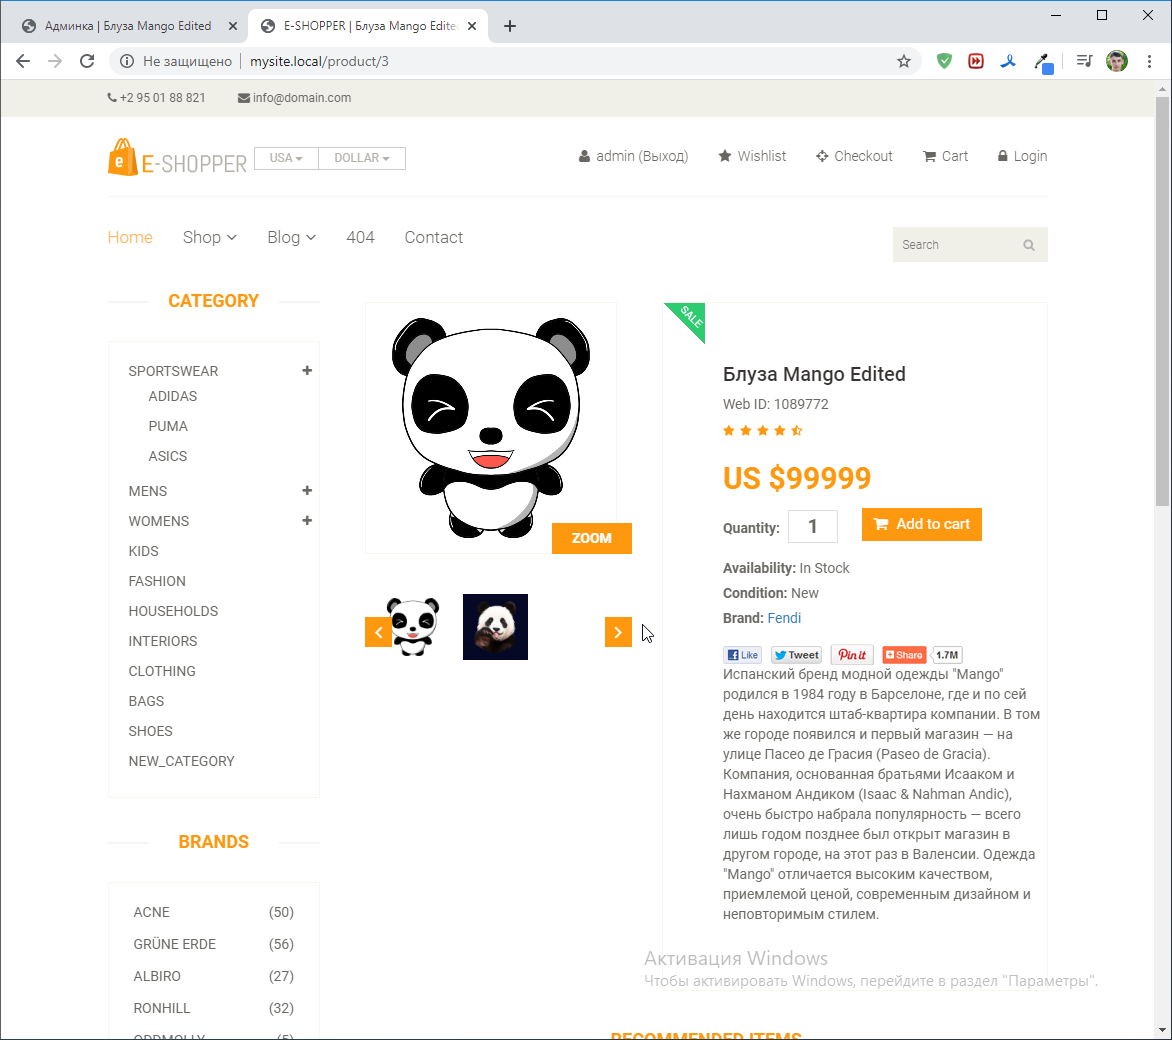 Админка | Блуза Mango Edited
E-SHOPPER | Блуза Mango Edite
Не защищено
mysite.local/product/3
+2 95 01 88 821
info@domain.com
E-SHOPPER
USA
DOLLAR
admin (Выход)
Wishlist
Checkout
Cart
Login
Home
Shop
Blog
404
Contact
Search
CATEGORY
SPORTSWEAR
ADIDAS
PUMA
ASICS
MENS
WOMENS
KIDS
FASHION
HOUSEHOLDS
INTERIORS
CLOTHING
BAGS
SHOES
NEW_CATEGORY
BRANDS
ACNE (50)
GRÜNE ERDE (56)
ALBIRO (27)
RONHILL (32)
ODDMOLLY (5)
ZOOM
SALE
Блуза Mango Edited
Web ID: 1089772
US $99999
Quantity: 1
Add to cart
Availability: In Stock
Condition: New
Brand: Fendi
Like
Tweet
Pin it
Share
1.7M
Испанский бренд модной одежды "Mango"
родился в 1984 году в Барселоне, где и по сей
день находится штаб-квартира компании. В том
же городе появился и первый магазин — на
улице Пасео де Грасия (Paseo de Gracia).
Компания, основанная братьями Исааком и
Нахманом Андиком (Isaac & Nahman Andic),
очень быстро набрала популярность — всего
лишь годом позднее был открыт магазин в
другом городе, на этот раз в Валенсии. Одежда
"Mango" отличается высоким качеством,
приемлемой ценой, современным дизайном и
неповторимым стилем.
Активация Windows
Чтобы активировать Windows, перейдите в раздел "Параметры".
RECOMMENDED ITEMS